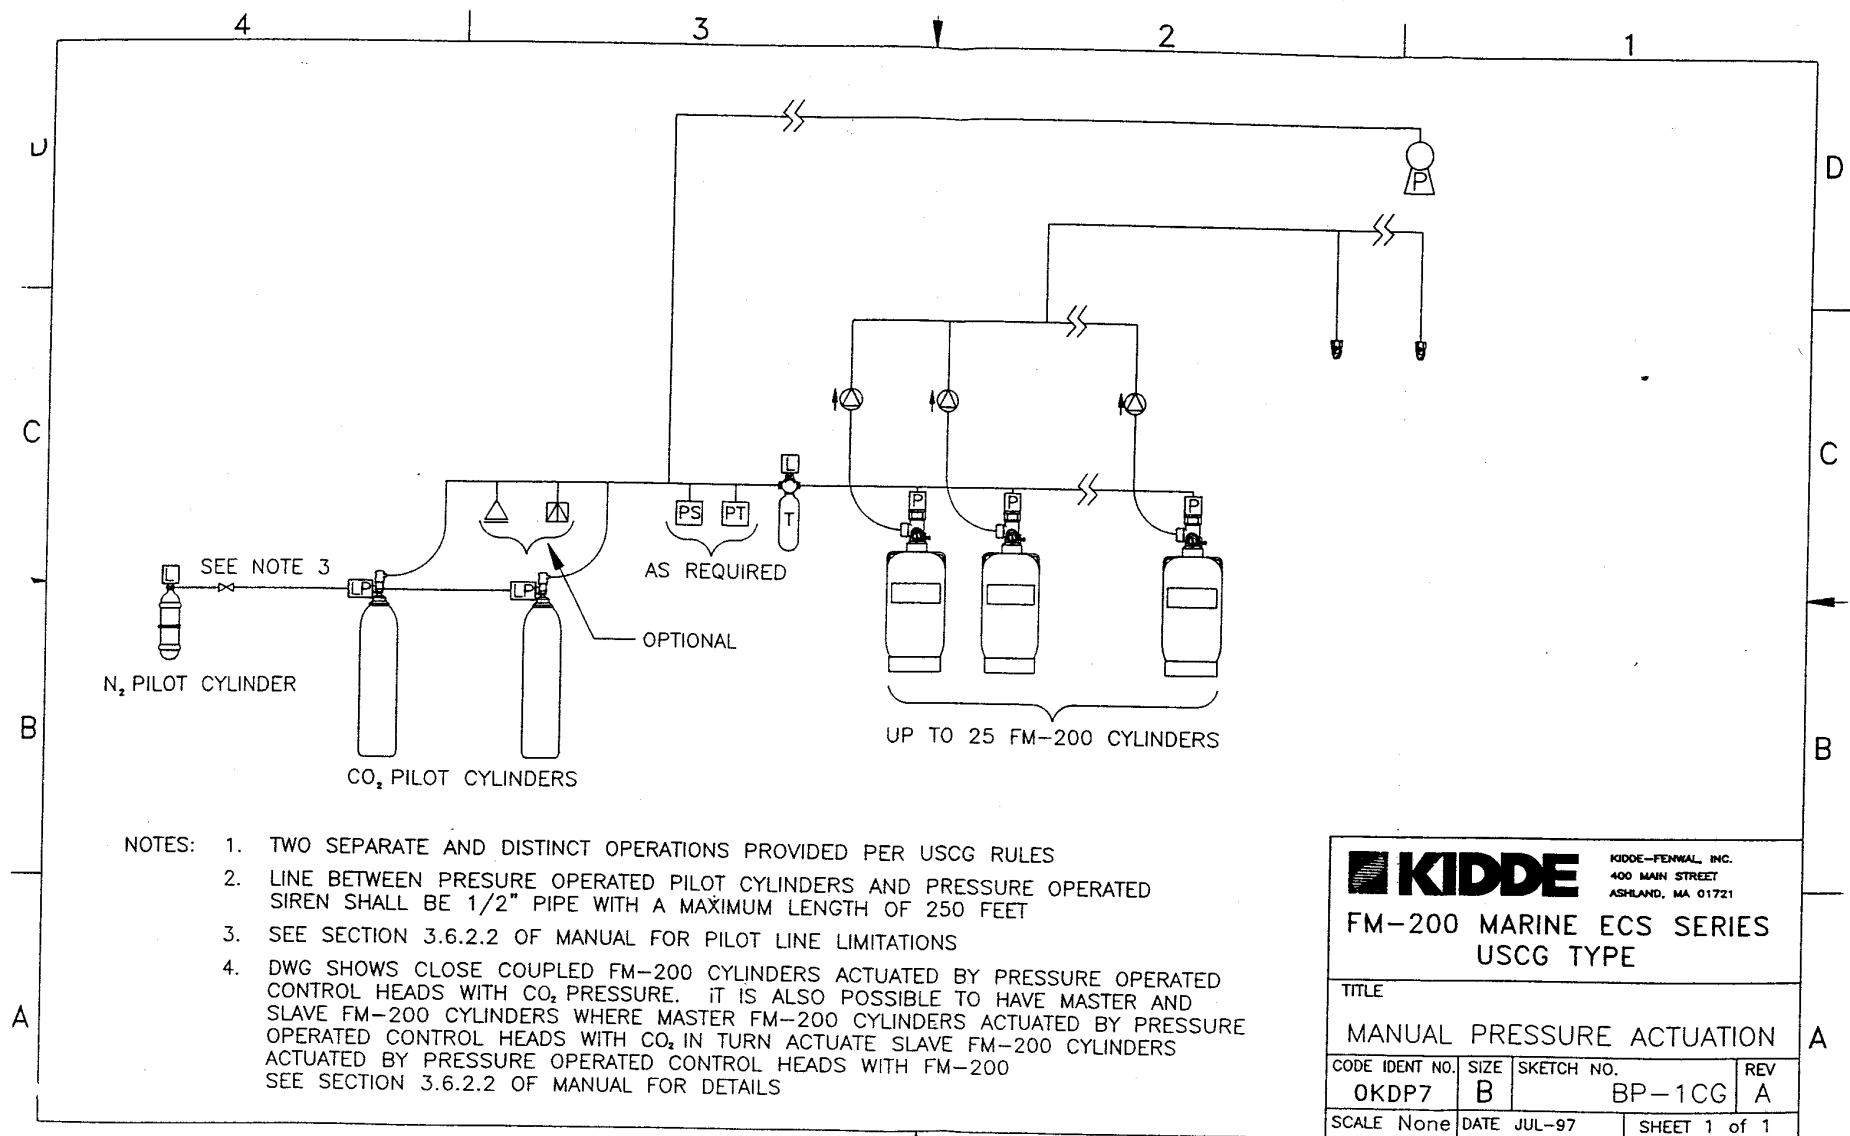 4 3 2 1
D
D
P
C
C
L
L
T
P P P
PS PT
SEE NOTE 3
AS REQUIRED
LP LP
OPTIONAL
N₂ PILOT CYLINDER
B
B
UP TO 25 FM-200 CYLINDERS
CO₂ PILOT CYLINDERS
NOTES: 1. TWO SEPARATE AND DISTINCT OPERATIONS PROVIDED PER USCG RULES
2. LINE BETWEEN PRESURE OPERATED PILOT CYLINDERS AND PRESSURE OPERATED
SIREN SHALL BE 1/2" PIPE WITH A MAXIMUM LENGTH OF 250 FEET
3. SEE SECTION 3.6.2.2 OF MANUAL FOR PILOT LINE LIMITATIONS
4. DWG SHOWS CLOSE COUPLED FM-200 CYLINDERS ACTUATED BY PRESSURE OPERATED
CONTROL HEADS WITH CO₂ PRESSURE. IT IS ALSO POSSIBLE TO HAVE MASTER AND
SLAVE FM-200 CYLINDERS WHERE MASTER FM-200 CYLINDERS ACTUATED BY PRESSURE
OPERATED CONTROL HEADS WITH CO₂ IN TURN ACTUATE SLAVE FM-200 CYLINDERS
ACTUATED BY PRESSURE OPERATED CONTROL HEADS WITH FM-200
SEE SECTION 3.6.2.2 OF MANUAL FOR DETAILS
A
A
KIDDE
KIDDE-FENWAL, INC.
400 MAIN STREET
ASHLAND, MA 01721
FM-200 MARINE ECS SERIES
USCG TYPE
TITLE
MANUAL PRESSURE ACTUATION
CODE IDENT NO. SIZE SKETCH NO. REV
0KDP7 B BP-1CG A
SCALE None DATE JUL-97 SHEET 1 of 1